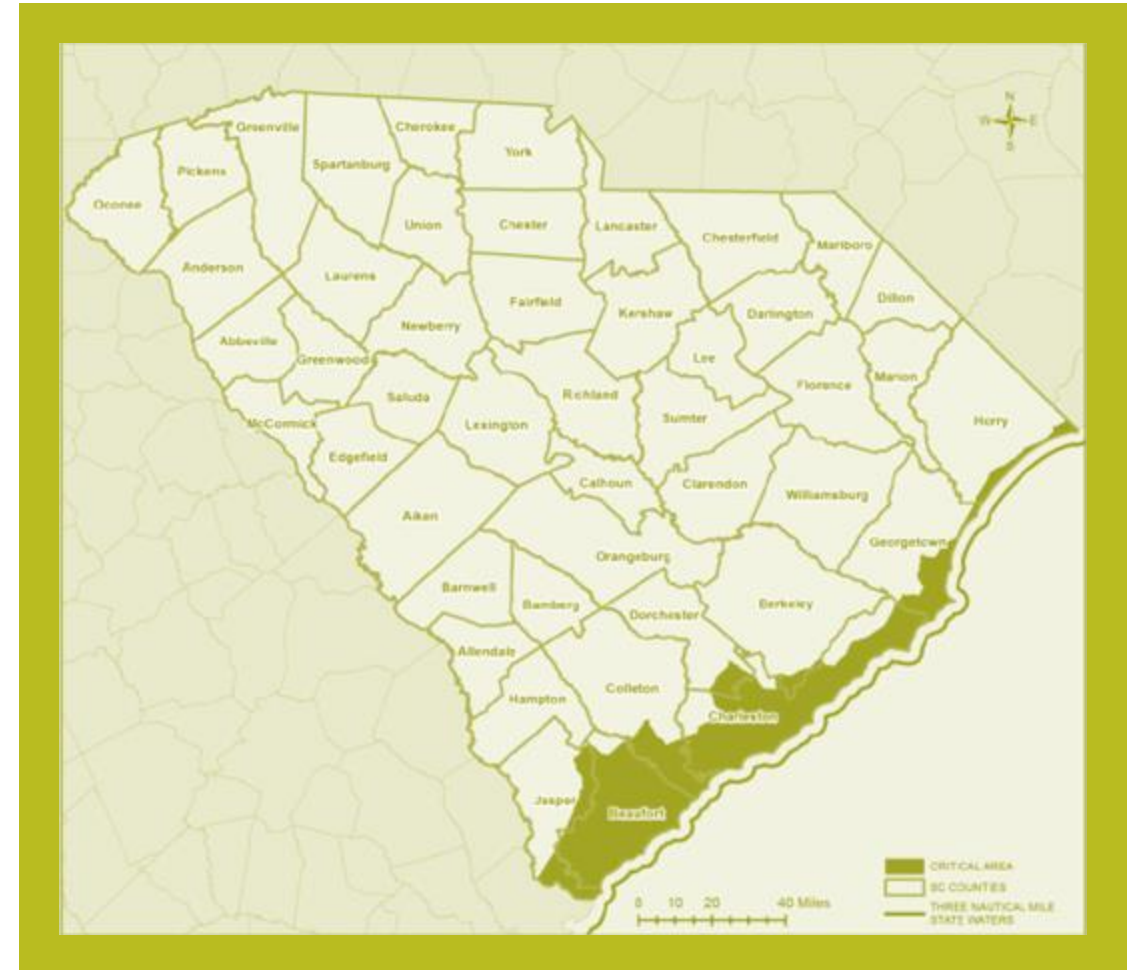 N
W E
S
Greenville
Cherokee
York
Spartanburg
Pickens
Oconee
Union
Chester
Lancaster
Chesterfield
Marlboro
Anderson
Laurens
Fairfield
Kershaw
Darlington
Dillon
Newberry
Abbeville
Greenwood
Lee
Florence
Marion
Saluda
Richland
McCormick
Lexington
Sumter
Horry
Edgefield
Calhoun
Clarendon
Williamsburg
Aiken
Orangeburg
Georgetown
Barnwell
Bamberg
Dorchester
Berkeley
Allendale
Hampton
Colleton
Charleston
Jasper
Beaufort
CRITICAL AREA
SC COUNTIES
THREE NAUTICAL MILE
STATE WATERS
0 10 20 40 Miles